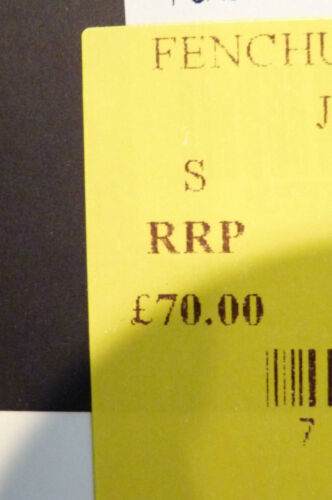 FENCHU
J
S
RRP
£70.00
7